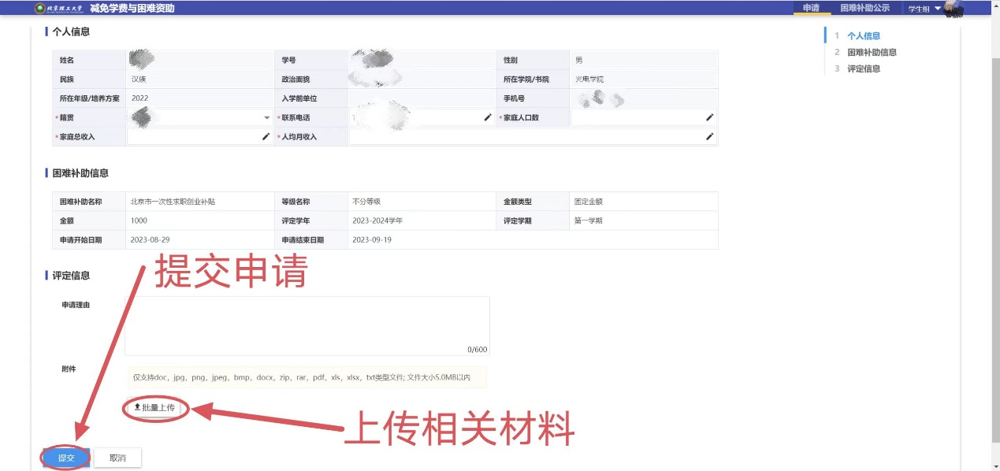 北京理工大学 减免学费与困难资助 申请 困难补助公示 学生组
个人信息
1 个人信息
2 困难补助信息
3 评定信息
姓名 学号 性别 男
民族 汉族 政治面貌 所在学院/书院 光电学院
所在年级/培养方案 2022 入学前单位 手机号
*籍贯 *联系电话 *家庭人口数
*家庭总收入 *人均月收入
困难补助信息
困难补助名称 北京市一次性求职创业补贴 等级名称 不分等级 金额类型 固定金额
金额 1000 评定学年 2023-2024学年 评定学期 第一学期
申请开始日期 2023-08-29 申请结束日期 2023-09-19
提交申请
评定信息
申请理由
0/600
附件
仅支持doc，jpg，png，jpeg，bmp，docx，zip，rar，pdf，xls，xlsx，txt类型文件; 文件大小5.0MB以内
批量上传
上传相关材料
提交 取消